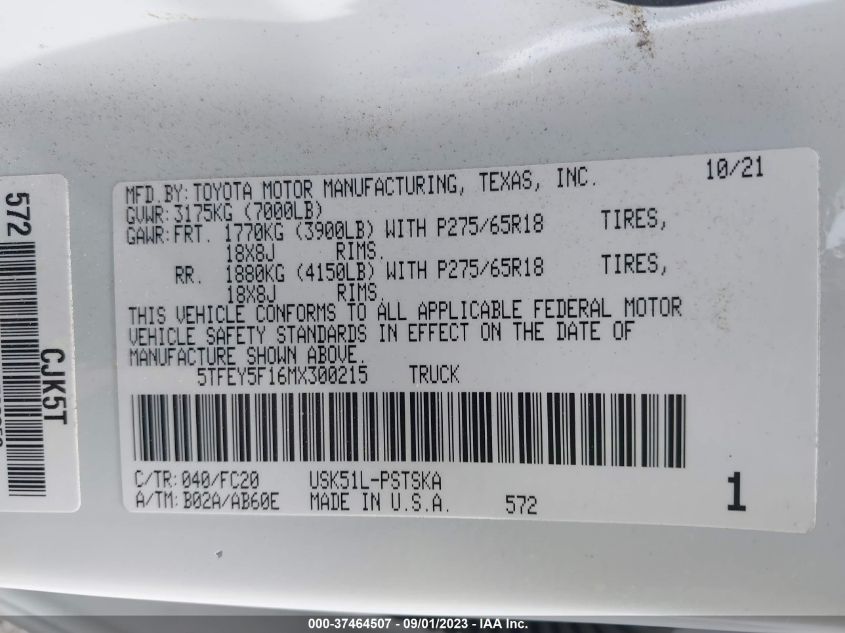 MFD.BY:TOYOTA MOTOR MANUFACTURING, TEXAS, INC. 10/21
GVWR:3175KG (7000LB)
GAWR:FRT. 1770KG (3900LB) WITH P275/65R18 TIRES,
18X8J RIMS.
RR. 1880KG (4150LB) WITH P275/65R18 TIRES,
18X8J RIMS.
THIS VEHICLE CONFORMS TO ALL APPLICABLE FEDERAL MOTOR
VEHICLE SAFETY STANDARDS IN EFFECT ON THE DATE OF
MANUFACTURE SHOWN ABOVE.
5TFEY5F16MX300215 TRUCK
C/TR:040/FC20 USK51L-PSTSKA
A/TM:B02A/AB60E MADE IN U.S.A. 572 1
572
CJK5T
000-37464507 - 09/01/2023 - IAA Inc.